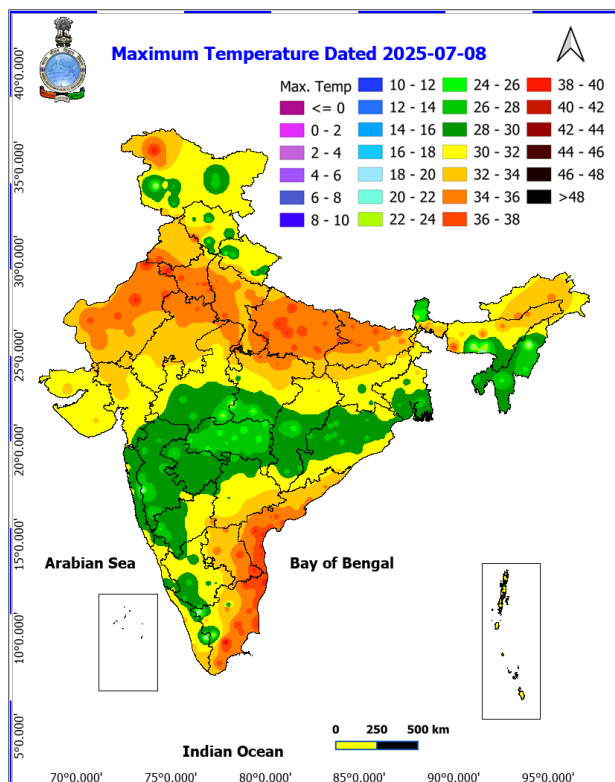 Maximum Temperature Dated 2025-07-08
Max. Temp
<= 0
0 - 2
2 - 4
4 - 6
6 - 8
8 - 10
10 - 12
12 - 14
14 - 16
16 - 18
18 - 20
20 - 22
22 - 24
24 - 26
26 - 28
28 - 30
30 - 32
32 - 34
34 - 36
36 - 38
38 - 40
40 - 42
42 - 44
44 - 46
46 - 48
>48
40°0.000'
35°0.000'
30°0.000'
25°0.000'
20°0.000'
15°0.000'
10°0.000'
5°0.000'
Arabian Sea
Bay of Bengal
0 250 500 km
Indian Ocean
70°0.000' 75°0.000' 80°0.000' 85°0.000' 90°0.000' 95°0.000'